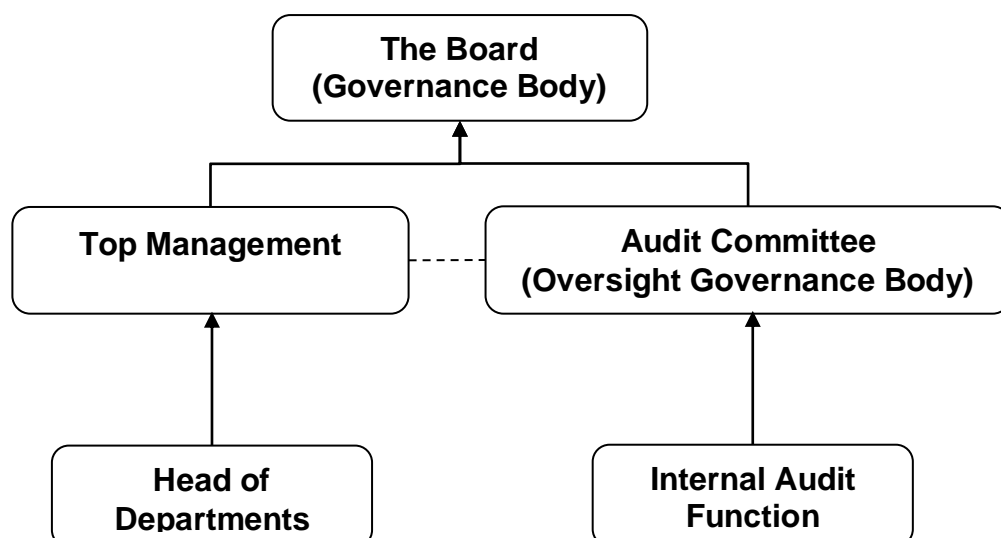 The Board
(Governance Body)
Top Management
Audit Committee
(Oversight Governance Body)
Head of
Departments
Internal Audit
Function